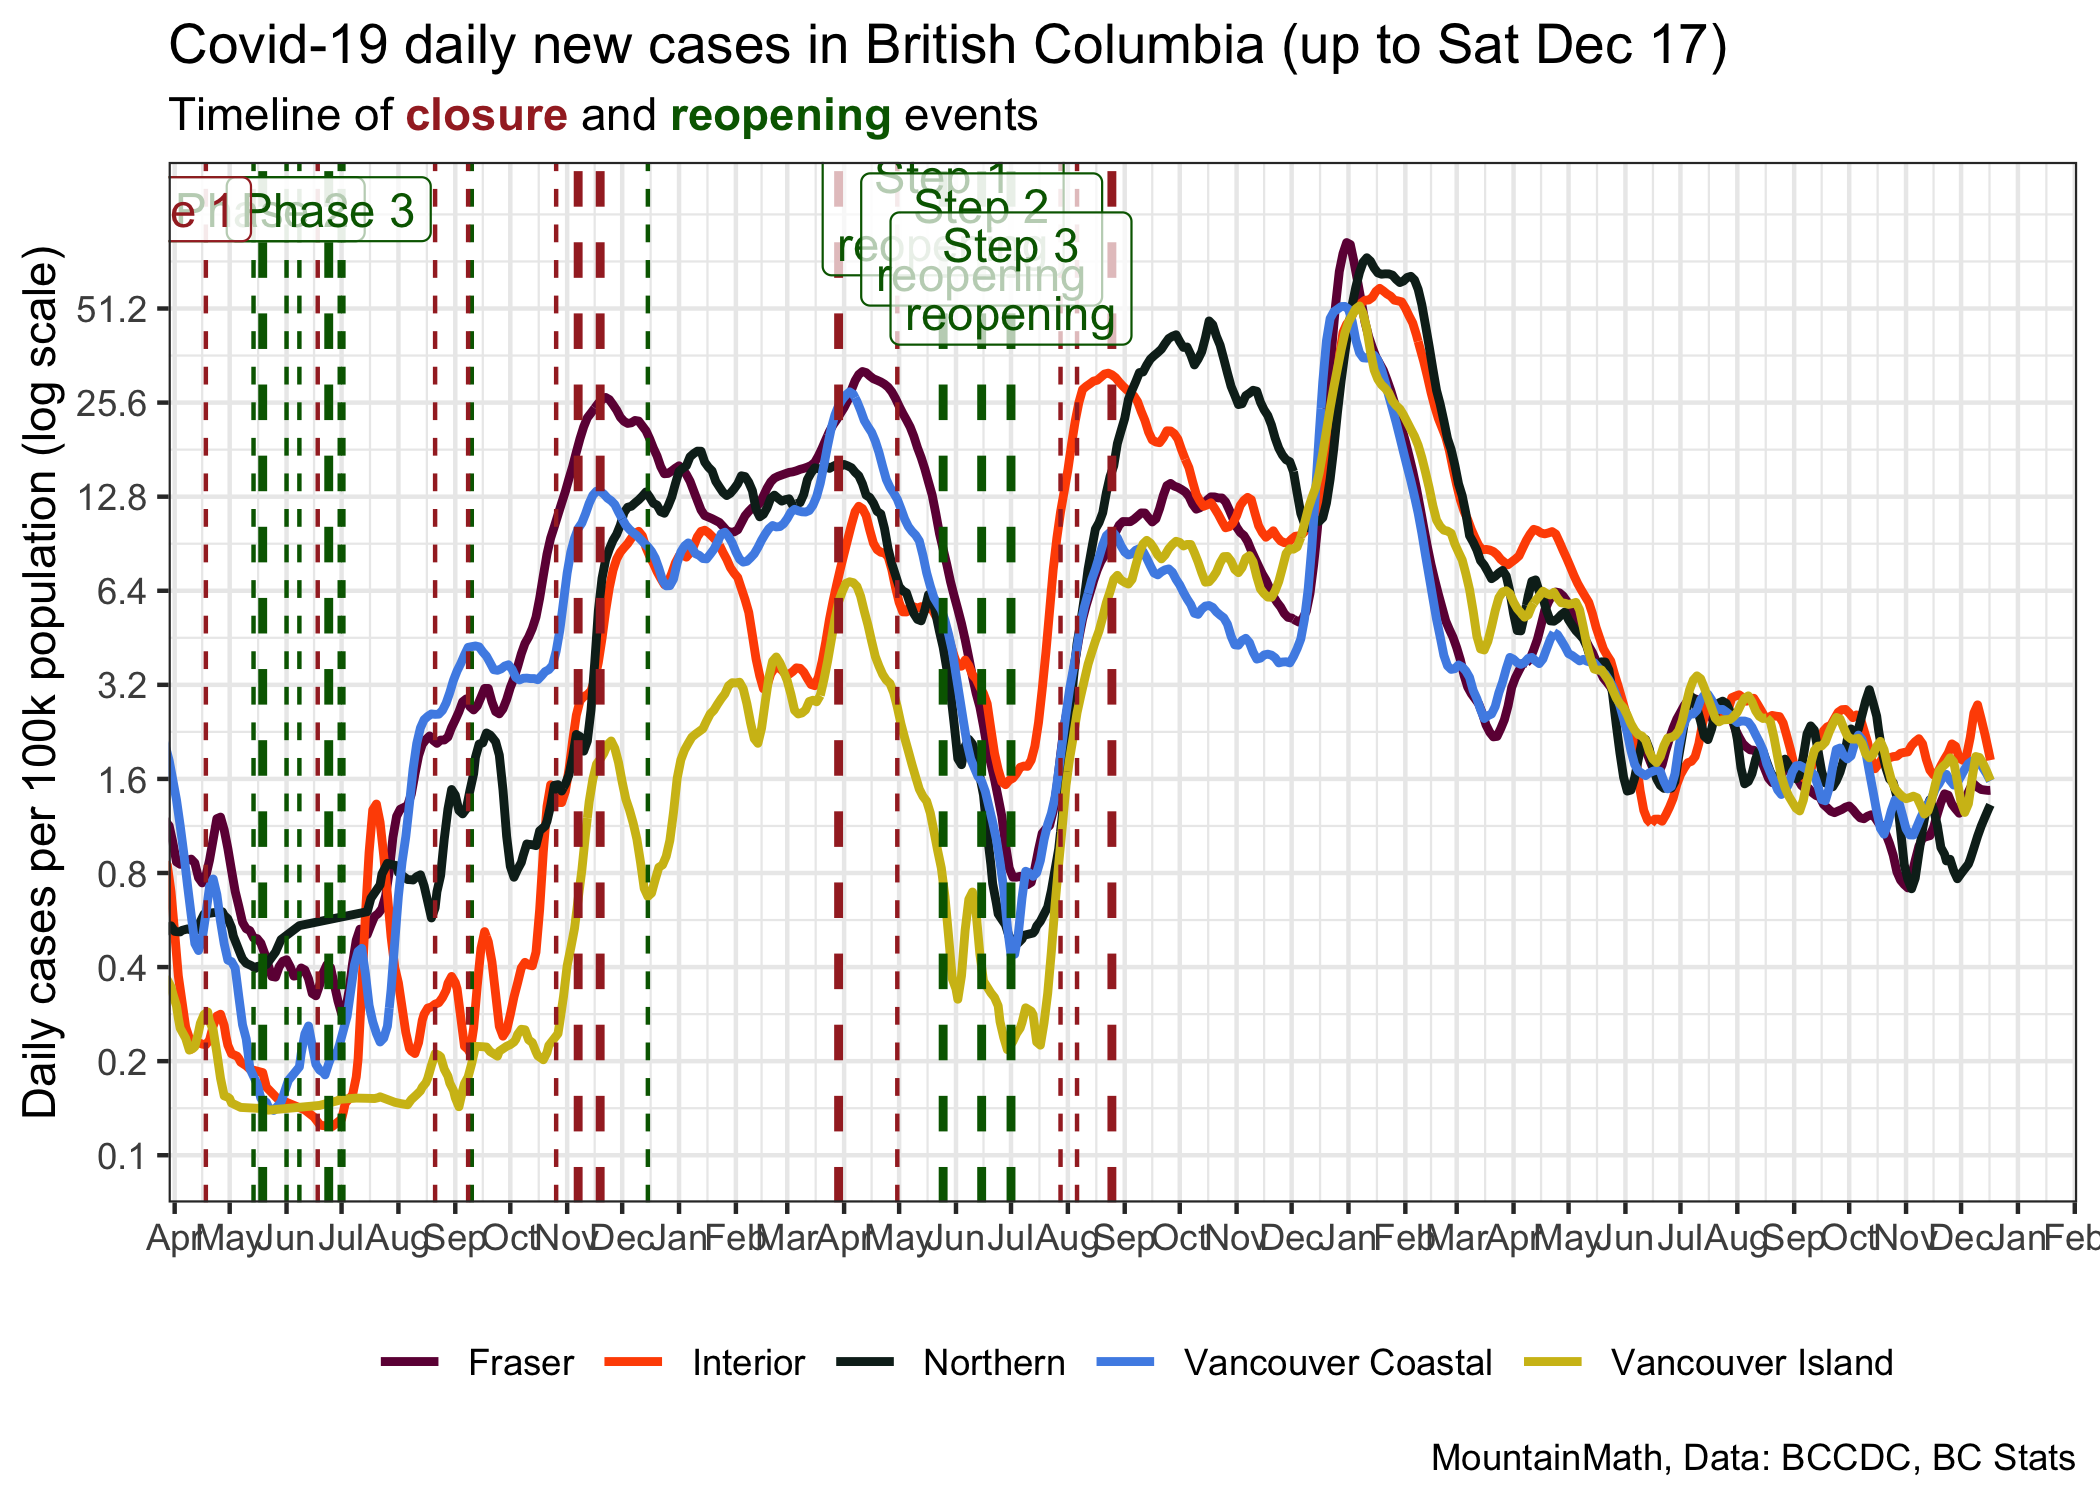 Covid-19 daily new cases in British Columbia (up to Sat Dec 17)
Timeline of closure and reopening events
e 1
Phase 2
Phase 3
Step 1
reopening
Step 2
reopening
Step 3
reopening
Daily cases per 100k population (log scale)
51.2
25.6
12.8
6.4
3.2
1.6
0.8
0.4
0.2
0.1
Apr May Jun Jul Aug Sep Oct Nov Dec Jan Feb Mar Apr May Jun Jul Aug Sep Oct Nov Dec Jan Feb Mar Apr May Jun Jul Aug Sep Oct Nov Dec Jan Feb
Fraser Interior Northern Vancouver Coastal Vancouver Island
MountainMath, Data: BCCDC, BC Stats